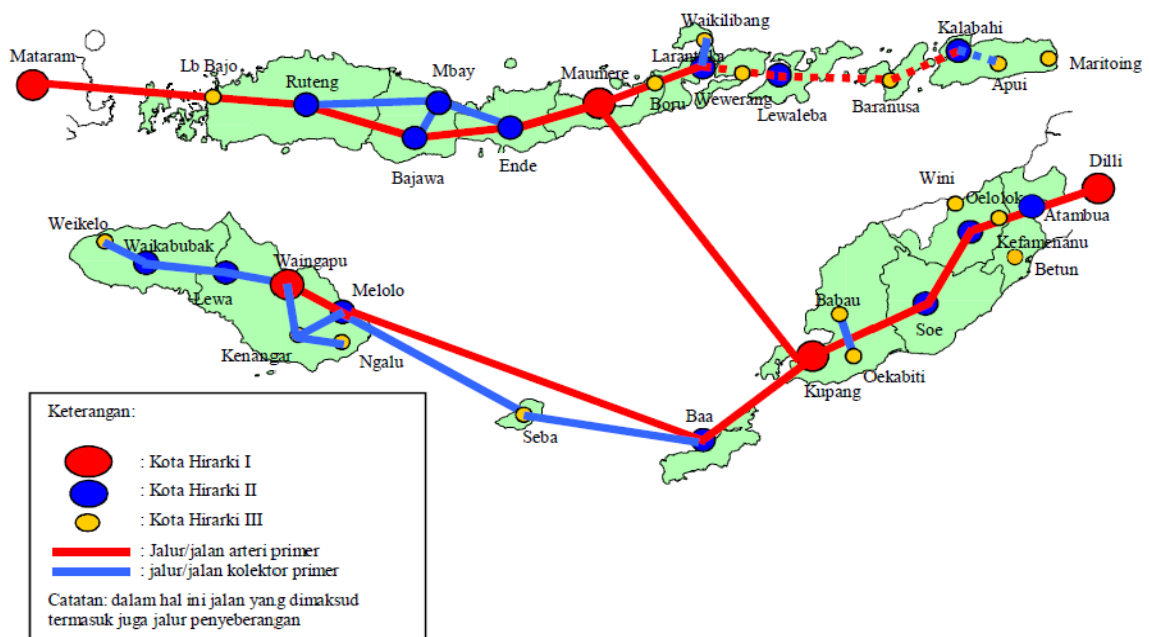 Waikilibang
Kalabahi
Mataram
Lb Bajo
Mbay
Larantuka
Maumere
Maritoing
Ruteng
Boru
Wewerang
Apui
Lewaleba
Baranusa
Ende
Bajawa
Dilli
Wini
Oelolok
Weikelo
Atambua
Waikabubak
Kefamenanu
Waingapu
Betun
Melolo
Lewa
Babau
Soe
Kenangar
Ngalu
Oekabiti
Kupang
Baa
Seba
Keterangan:
: Kota Hirarki I
: Kota Hirarki II
: Kota Hirarki III
: Jalur/jalan arteri primer
: jalur/jalan kolektor primer
Catatan: dalam hal ini jalan yang dimaksud
termasuk juga jalur penyeberangan